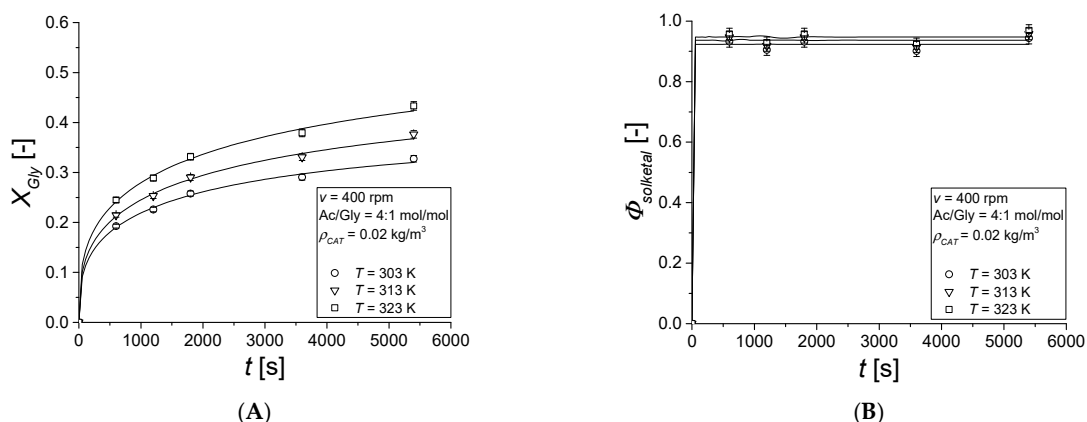 0.6
0.5
0.4
0.3
0.2
0.1
0.0
X_Gly [-]
0 1000 2000 3000 4000 5000 6000
t [s]
v = 400 rpm
Ac/Gly = 4:1 mol/mol
ρ_CAT = 0.02 kg/m³
T = 303 K
T = 313 K
T = 323 K
(A)
1.0
0.8
0.6
0.4
0.2
0.0
Φ_solketal [-]
0 1000 2000 3000 4000 5000 6000
t [s]
v = 400 rpm
Ac/Gly = 4:1 mol/mol
ρ_CAT = 0.02 kg/m³
T = 303 K
T = 313 K
T = 323 K
(B)